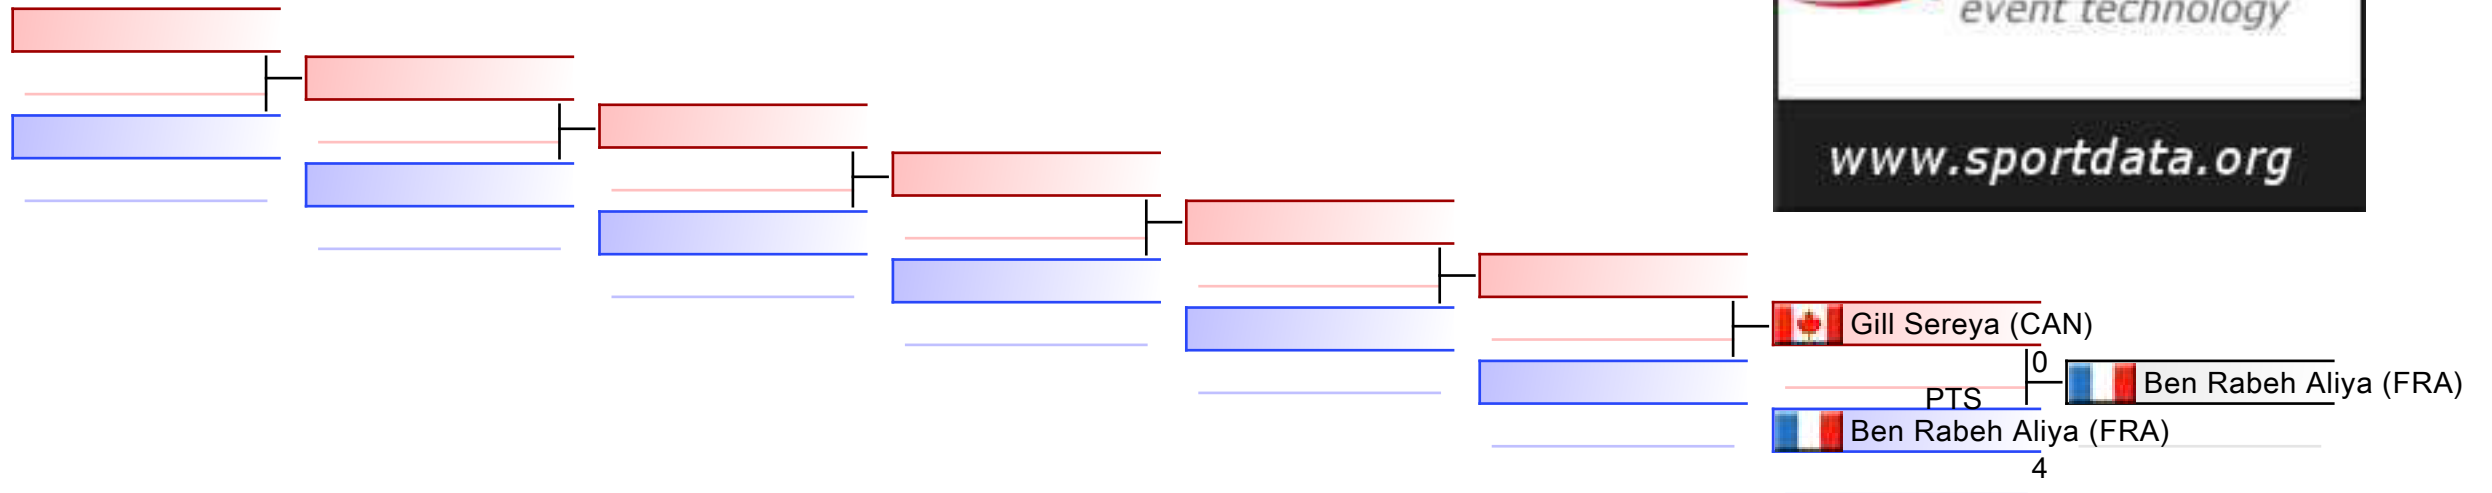 event technology
www.sportdata.org
Gill Sereya (CAN)
0
Ben Rabeh Aliya (FRA)
PTS
Ben Rabeh Aliya (FRA)
4